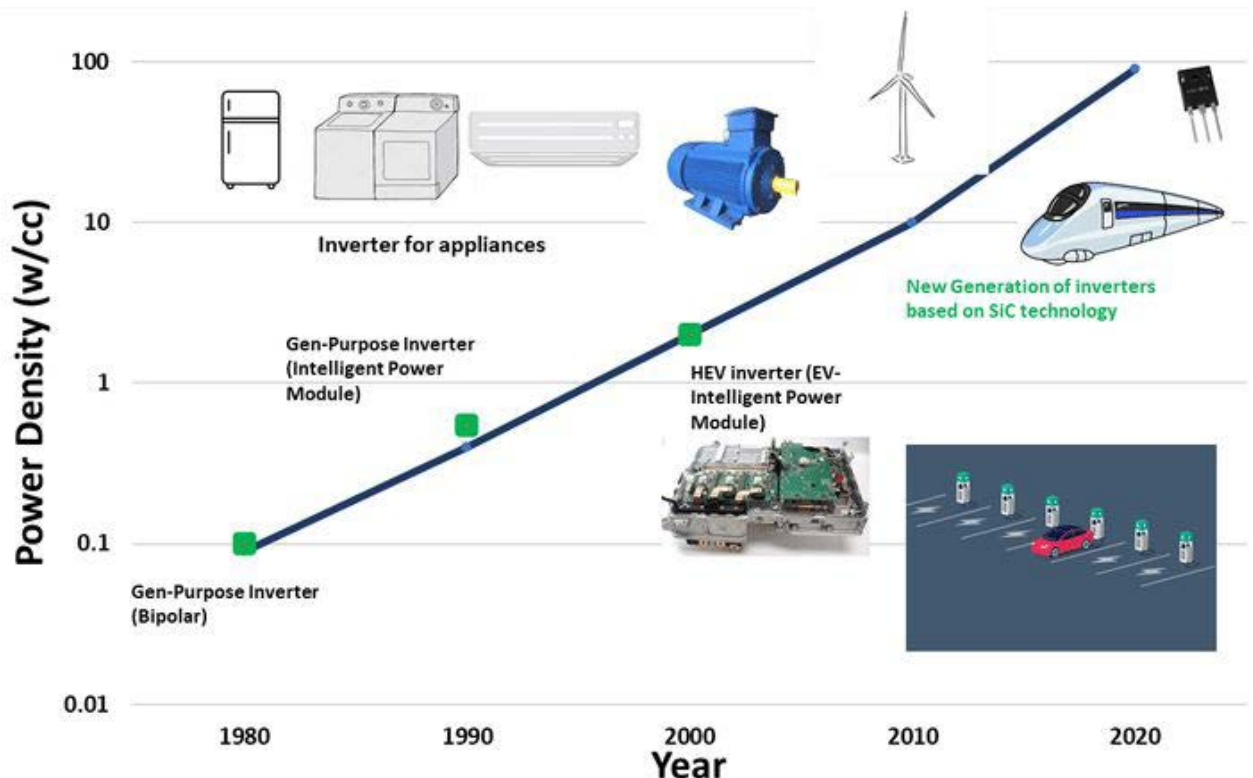 100
10
1
0.1
0.01
Power Density (w/cc)
Inverter for appliances
Gen-Purpose Inverter
(Intelligent Power
Module)
Gen-Purpose Inverter
(Bipolar)
HEV inverter (EV-
Intelligent Power
Module)
New Generation of inverters
based on SiC technology
1980
1990
2000
2010
2020
Year